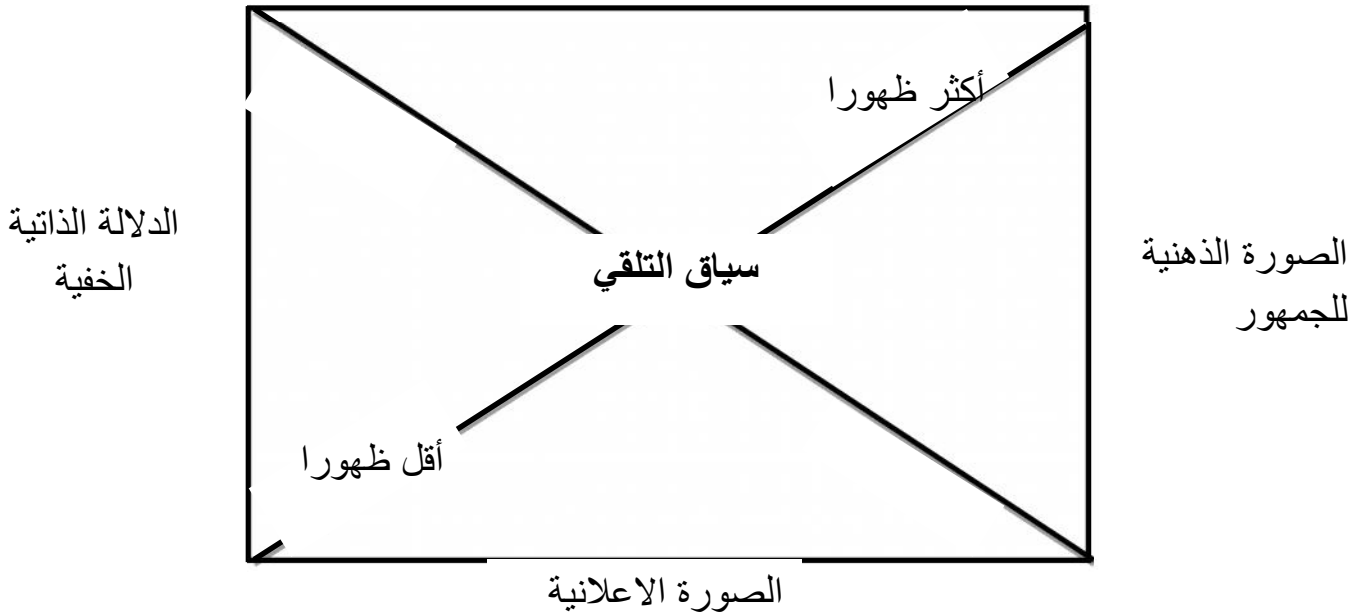 أكثر ظهورا
الصورة الذهنية
للجمهور
سياق التلقي
الدلالة الذاتية
الخفية
أقل ظهورا
الصورة الاعلانية